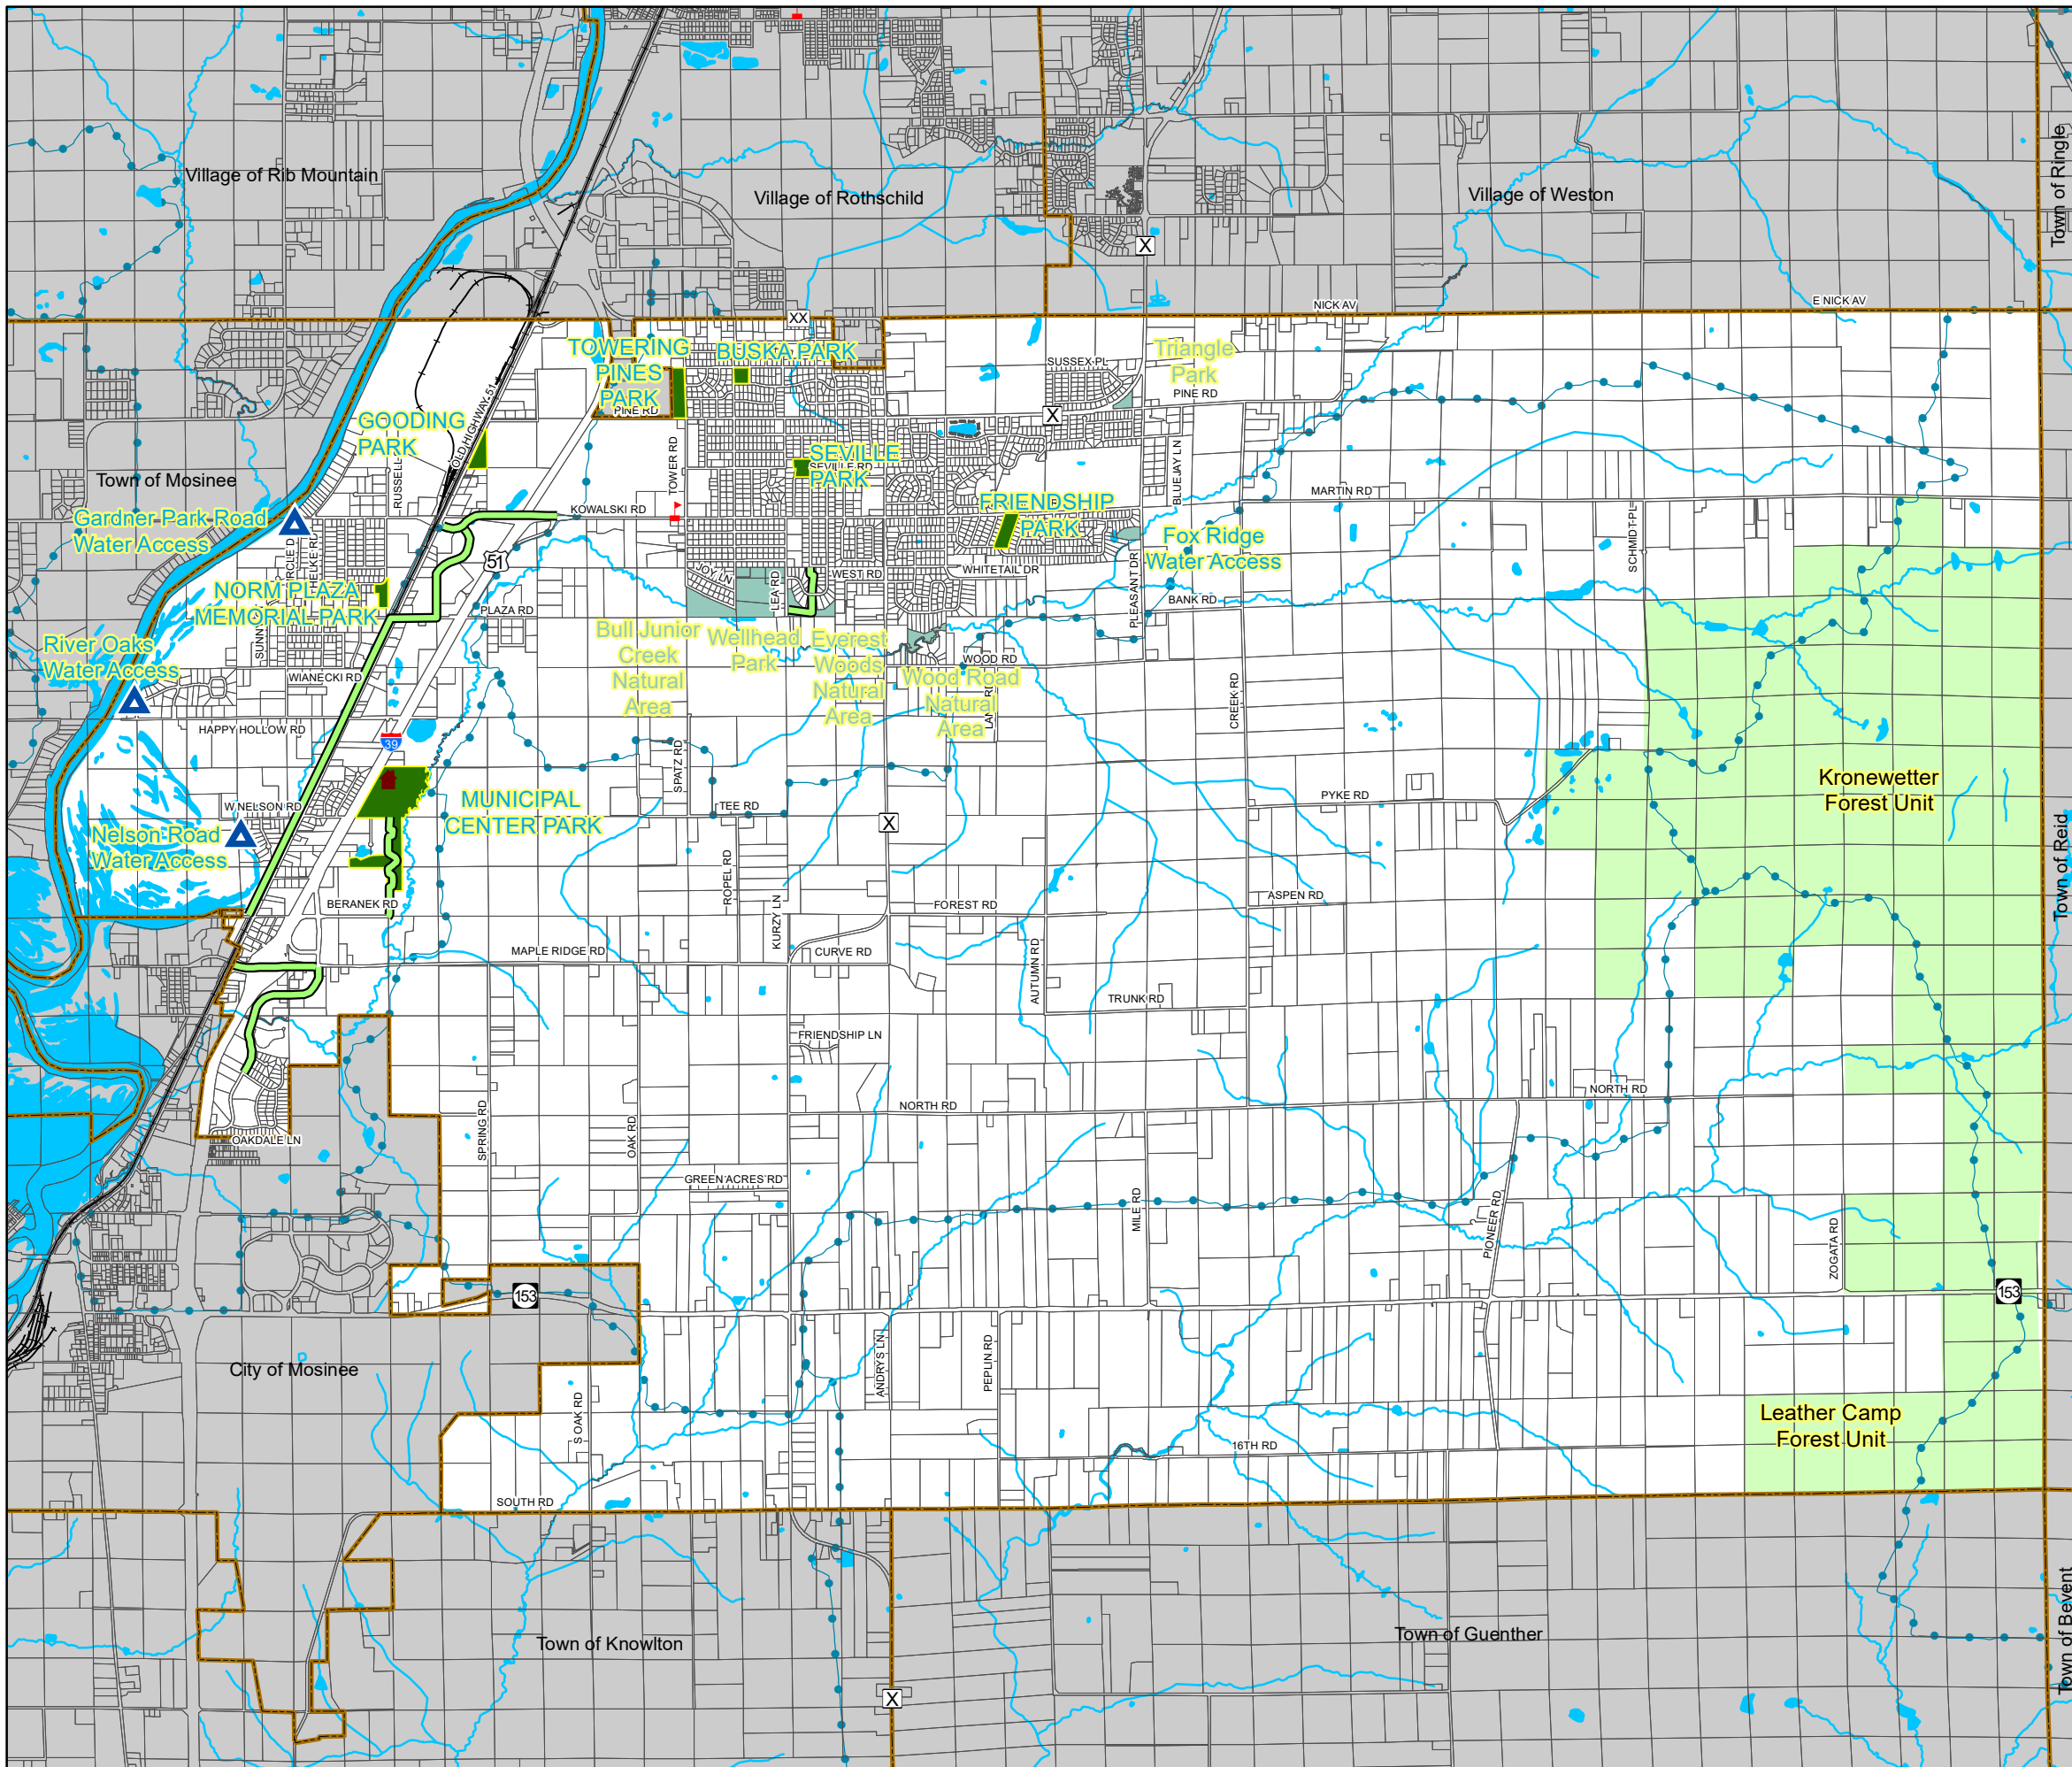 Village of Rib Mountain
Village of Rothschild
Village of Weston
Town of Ringle
X
NICK AV
E NICK AV
XX
TOWERING
PINES
PARK
BUSKA PARK
SUSSEX PL
Triangle
Park
PINE RD
PINE RD
X
GOODING
PARK
OLD HIGHWAY 51
RUSSELL
TOWER RD
SEVILLE
SEVILLE RD
PARK
BLUEJAY LN
Town of Mosinee
MARTIN RD
SCHMIDT PL
Gardner Park Road
Water Access
KOWALSKI RD
FRIENDSHIP
PARK
Fox Ridge
Water Access
51
HELKE RD
JOY LN
LEA RD
WEST RD
WHITETAIL DR
PLEASANT DR
NORM PLAZA
MEMORIAL PARK
PLAZA RD
BANK RD
SUNN
River Oaks
Water Access
Bull Junior
Creek
Natural
Area
Wellhead
Park
Everest
Woods
Natural
Area
WOOD RD
Wood Road
Natural
Area
WIANECKI RD
CREEK RD
HAPPY HOLLOW RD
39
SPATZ RD
Kronewetter
Forest Unit
MUNICIPAL
CENTER PARK
W NELSON RD
TEE RD
PYKE RD
X
Nelson Road
Water Access
Town of Reid
ROPEL RD
KURZY LN
BERANEK RD
FOREST RD
ASPEN RD
MAPLE RIDGE RD
CURVE RD
AUTUMN RD
TRUNK RD
FRIENDSHIP LN
NORTH RD
NORTH RD
SPRING RD
OAK RD
OAKDALE LN
GREEN ACRES RD
MILE RD
PIONEER RD
ZOGATA RD
153
153
City of Mosinee
ANDRYS LN
PEPLIN RD
S OAK RD
Leather Camp
Forest Unit
16TH RD
SOUTH RD
Town of Knowlton
Town of Guenther
Town of Bevent
X